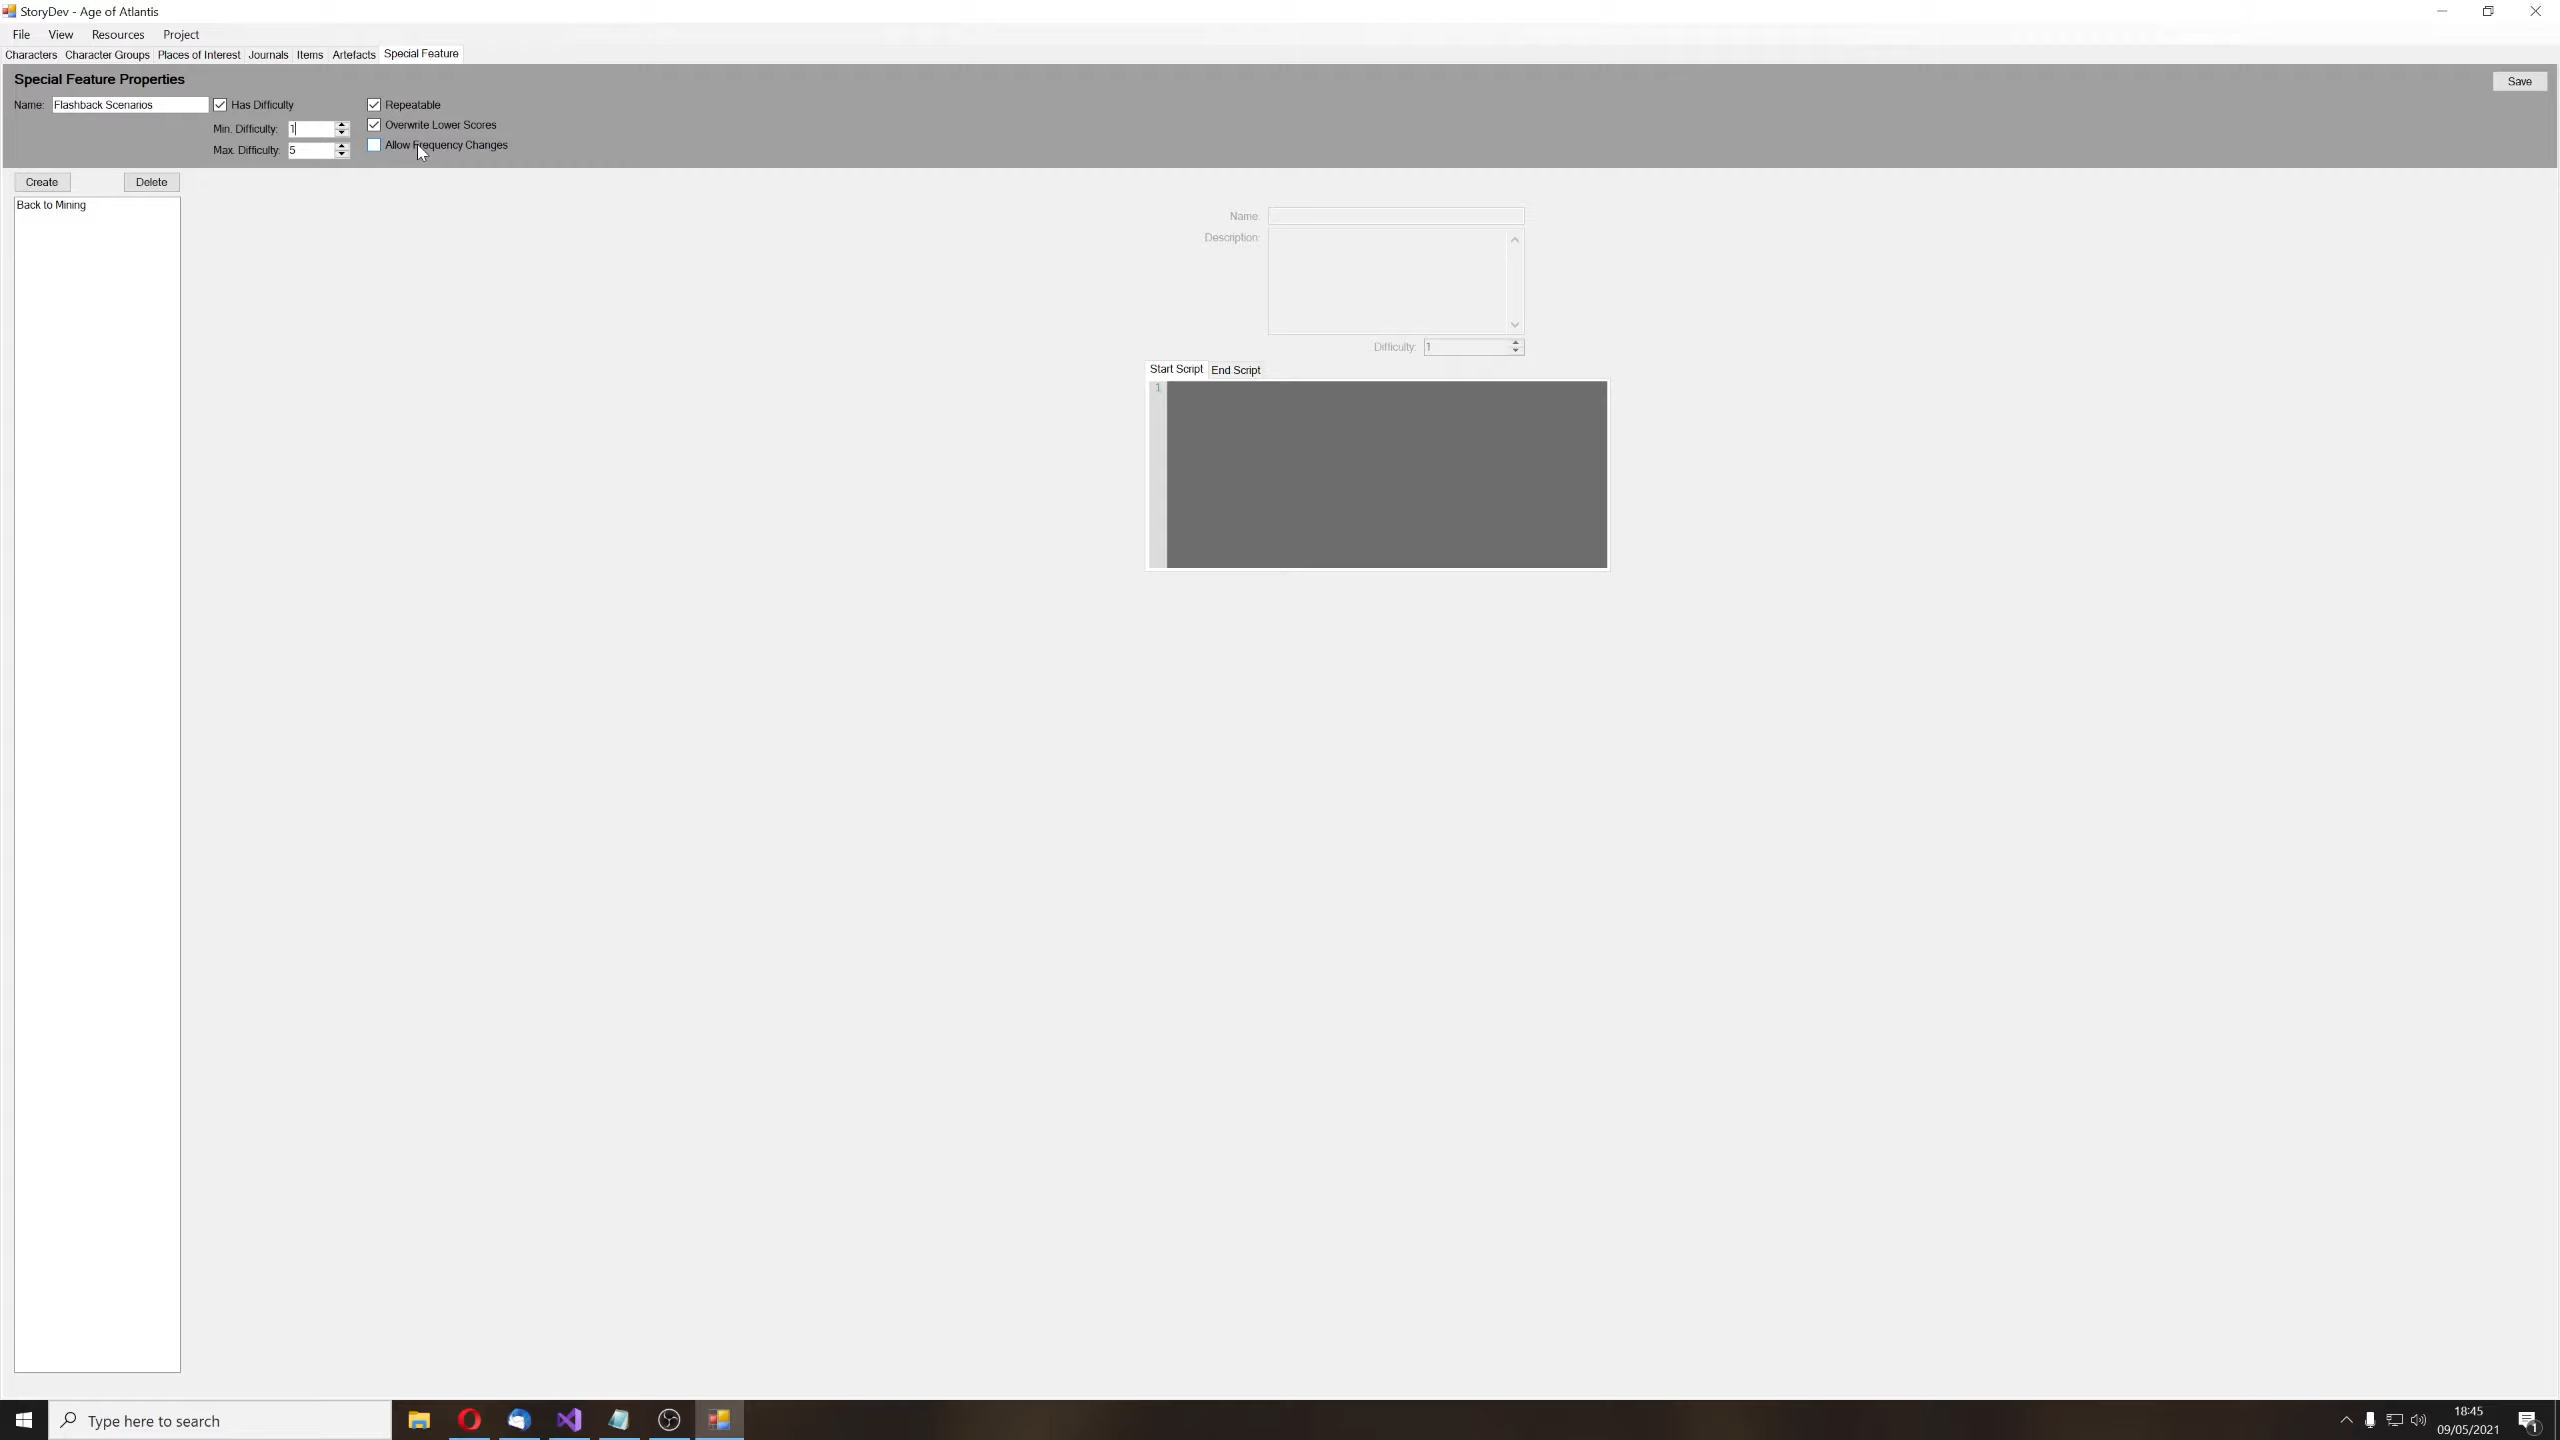 StoryDev - Age of Atlantis
File View Resources Project
Characters Character Groups Places of Interest Journals Items Artefacts Special Feature
Special Feature Properties
Save
Name: Flashback Scenarios Has Difficulty Repeatable
Min. Difficulty: 1 Overwrite Lower Scores
Max. Difficulty: 5 Allow Frequency Changes
Create Delete
Back to Mining
Name:
Description:
Difficulty: 1
Start Script End Script
1
Type here to search
18:45
09/05/2021
1